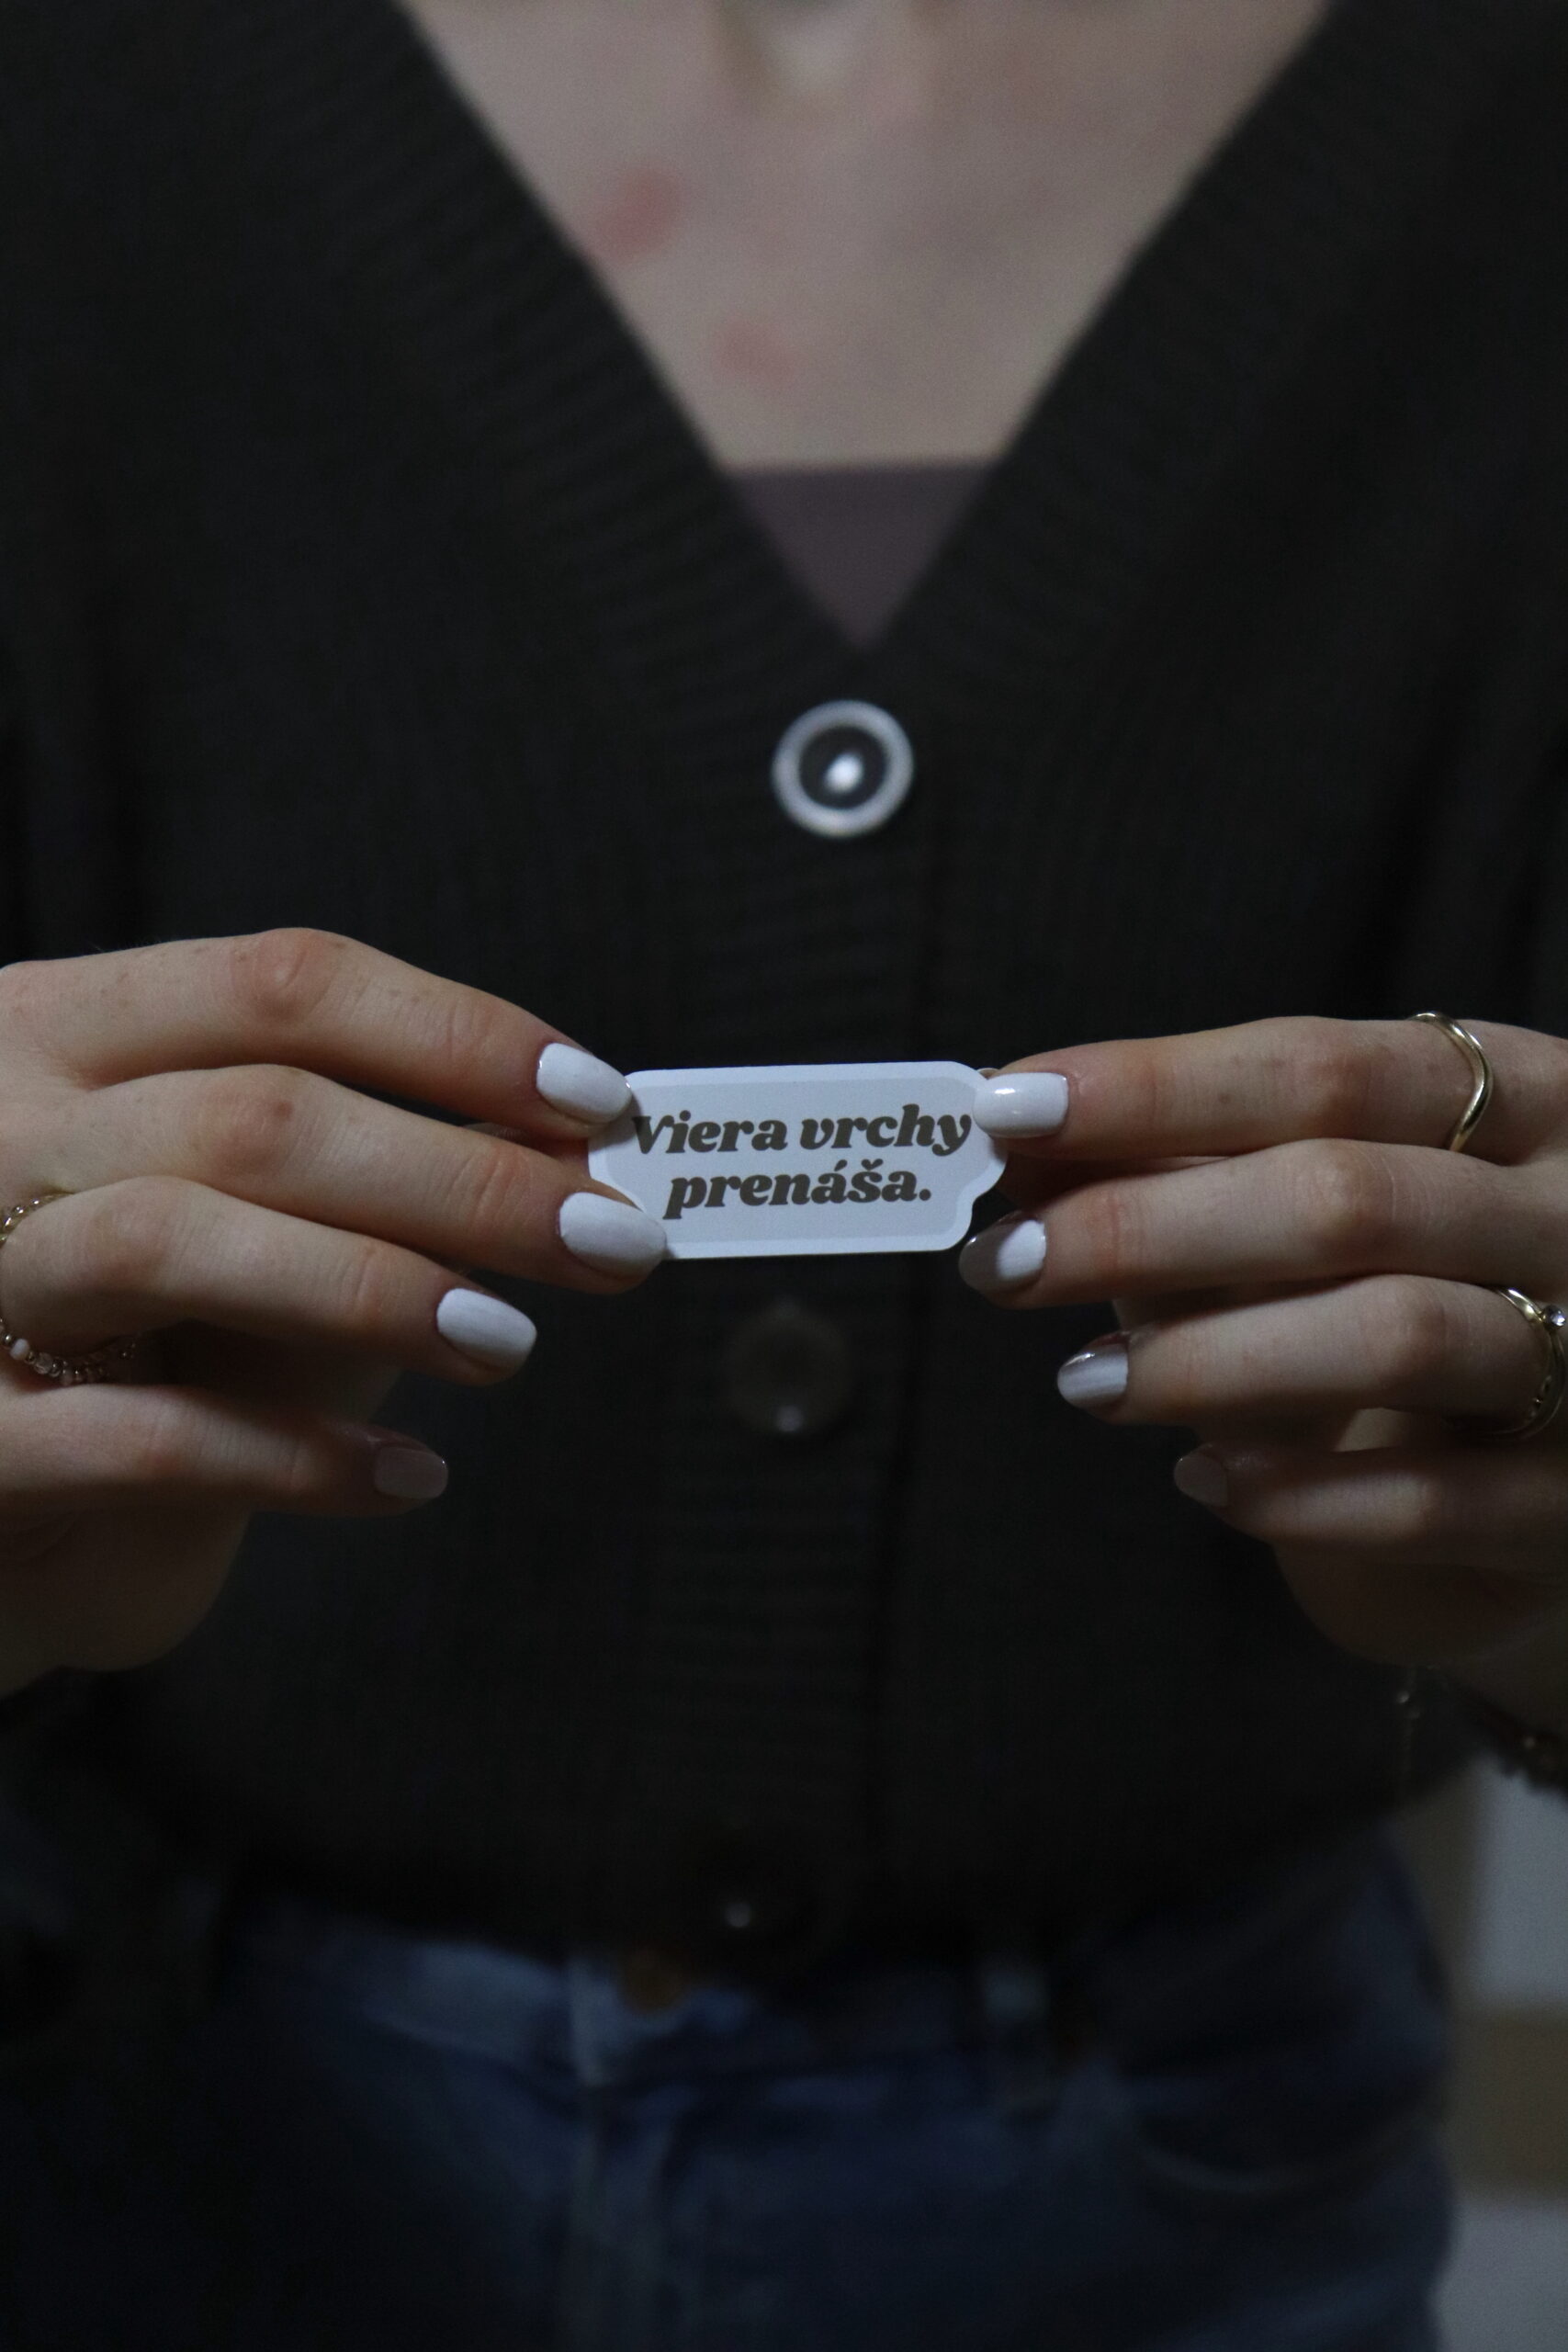 Viera vrchy
prenáša.